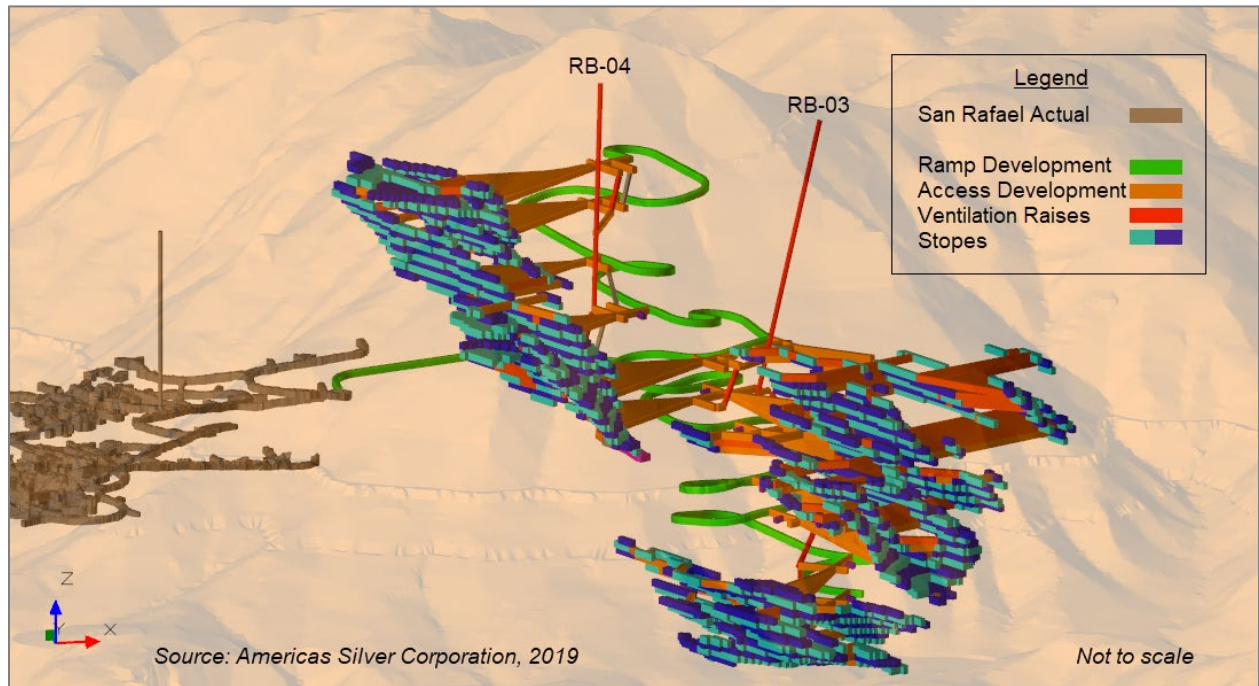 RB-04
RB-03
Legend
San Rafael Actual
Ramp Development
Access Development
Ventilation Raises
Stopes
Z
Y
X
Source: Americas Silver Corporation, 2019
Not to scale